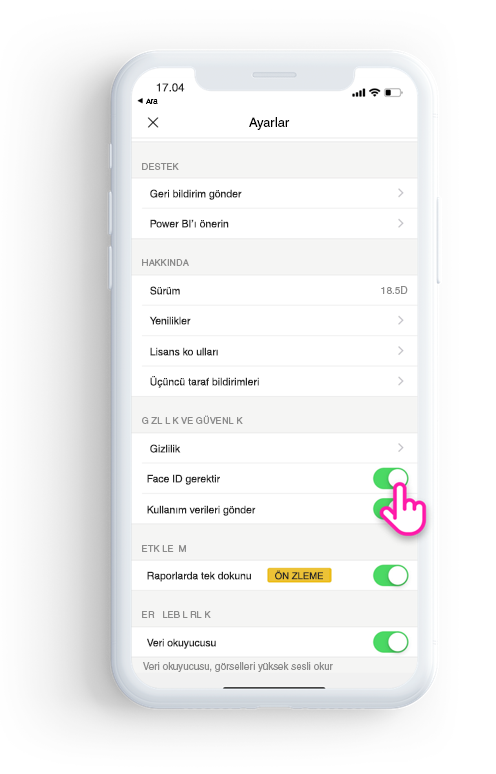 17.04
◀ Ara
Ayarlar
DESTEK
Geri bildirim gönder
Power BI'ı önerin
HAKKINDA
Sürüm 18.5D
Yenilikler
Lisans ko ulları
Üçüncü taraf bildirimleri
G ZL L K VE GÜVENL K
Gizlilik
Face ID gerektir
Kullanım verileri gönder
ETK LE M
Raporlarda tek dokunu ÖN ZLEME
ER LEB L RL K
Veri okuyucusu
Veri okuyucusu, görselleri yüksek sesli okur